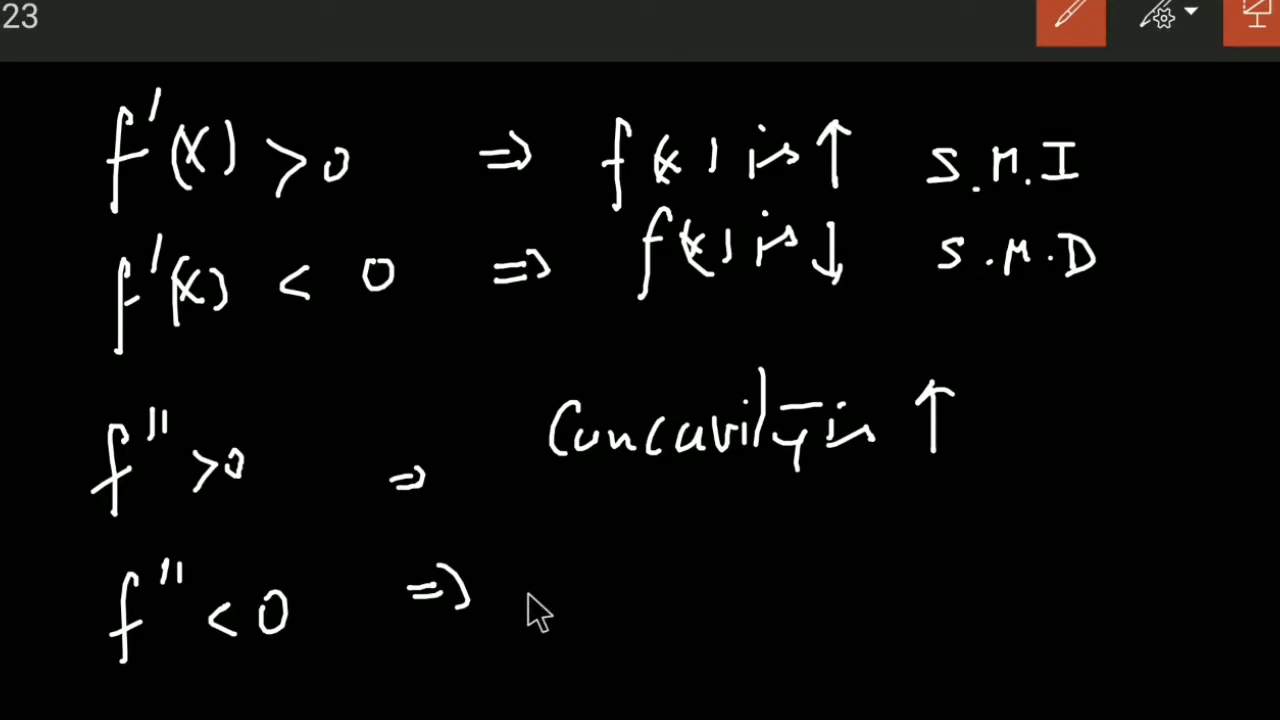 23
f'(x) > 0 ⇒ f(x) is ↑ S.M.I
f'(x) < 0 ⇒ f(x) is ↓ S.M.D
f'' > 0 ⇒ Concavity is ↑
f'' < 0 ⇒